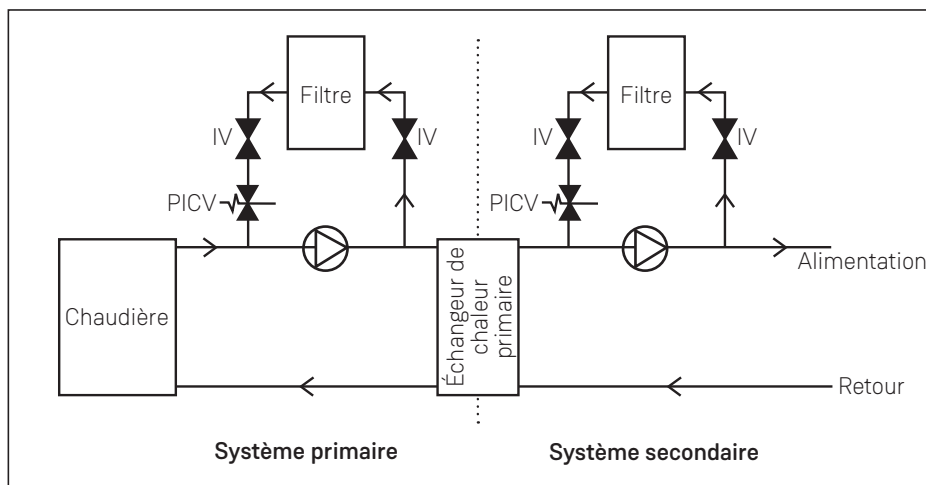 Filtre
Filtre
IV
IV
IV
IV
PICV
PICV
Alimentation
Chaudière
Échangeur de
chaleur
primaire
Retour
Système primaire
Système secondaire